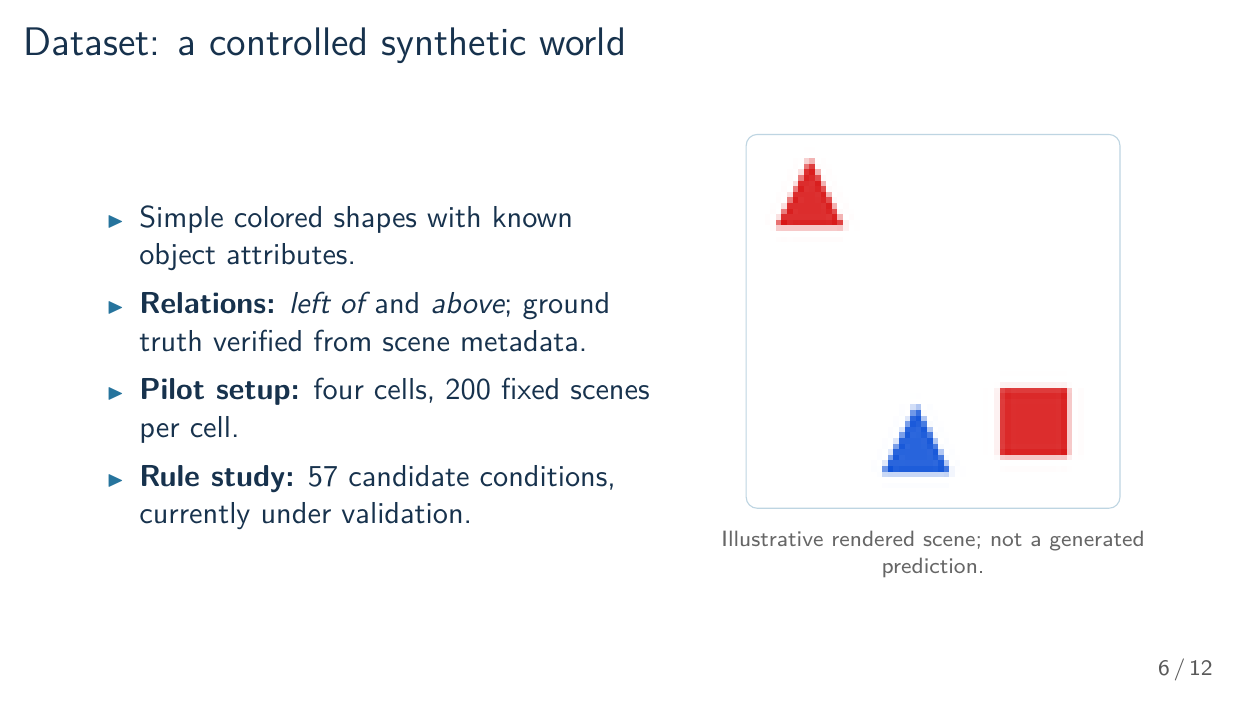 Dataset: a controlled synthetic world
Simple colored shapes with known
object attributes.
Relations: left of and above; ground
truth verified from scene metadata.
Pilot setup: four cells, 200 fixed scenes
per cell.
Rule study: 57 candidate conditions,
currently under validation.
Illustrative rendered scene; not a generated
prediction.
6 / 12